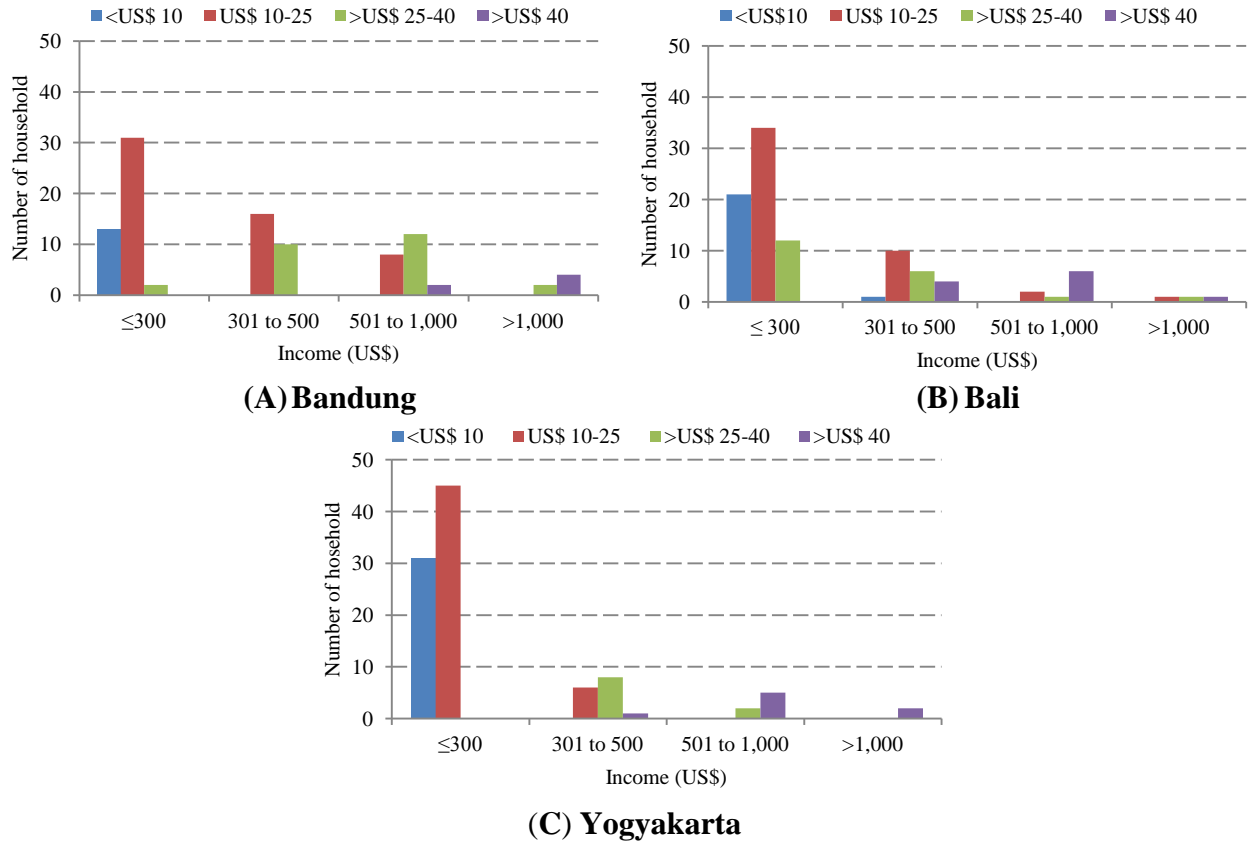 <US$10 US$ 10-25 >US$ 25-40 >US$ 40
50
40
30
20
10
0
Number of household
≤300 301 to 500 501 to 1,000 >1,000
Income (US$)
(A) Bandung
<US$10 US$ 10-25 >US$ 25-40 >US$ 40
50
40
30
20
10
0
Number of household
≤ 300 301 to 500 501 to 1,000 >1,000
Income (US$)
(B) Bali
<US$ 10 US$ 10-25 >US$ 25-40 >US$ 40
50
40
30
20
10
0
Number of hosehold
≤300 301 to 500 501 to 1,000 >1,000
Income (US$)
(C) Yogyakarta